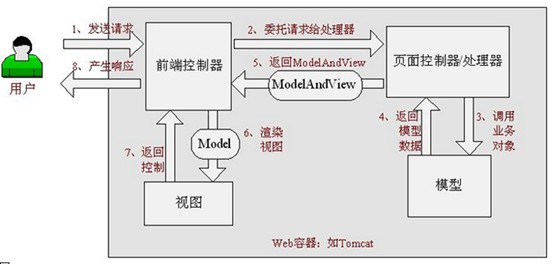 1、发送请求
2、委托请求给处理器
用户
8、产生响应
前端控制器
5、返回ModelAndView
ModelAndView
页面控制器/处理器
7、返回
控制
Model
6、渲染
视图
4、返回
模型
数据
3、调用
业务
对象
视图
模型
Web容器：如Tomcat